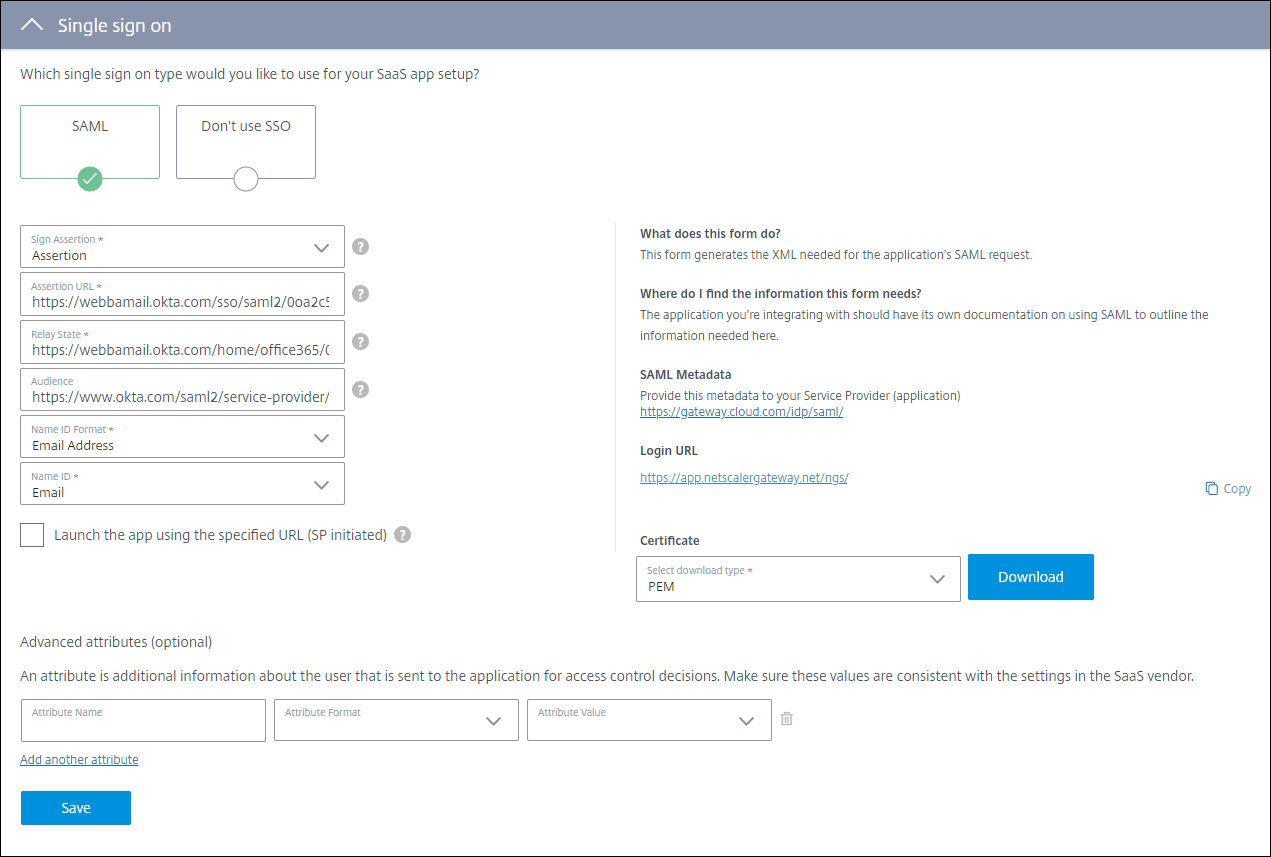 Single sign on
Which single sign on type would you like to use for your SaaS app setup?
SAML
Don't use SSO
Sign Assertion *
Assertion
?
Assertion URL *
https://webbamail.okta.com/sso/saml2/0oa2c5
?
Relay State *
https://webbamail.okta.com/home/office365/0
?
Audience
https://www.okta.com/saml2/service-provider/
?
Name ID Format *
Email Address
Name ID *
Email
Launch the app using the specified URL (SP initiated) ?
What does this form do?
This form generates the XML needed for the application's SAML request.
Where do I find the information this form needs?
The application you're integrating with should have its own documentation on using SAML to outline the
information needed here.
SAML Metadata
Provide this metadata to your Service Provider (application)
https://gateway.cloud.com/idp/saml/
Login URL
https://app.netscalergateway.net/ngs/
Copy
Certificate
Select download type *
PEM
Download
Advanced attributes (optional)
An attribute is additional information about the user that is sent to the application for access control decisions. Make sure these values are consistent with the settings in the SaaS vendor.
Attribute Name
Attribute Format
Attribute Value
Add another attribute
Save